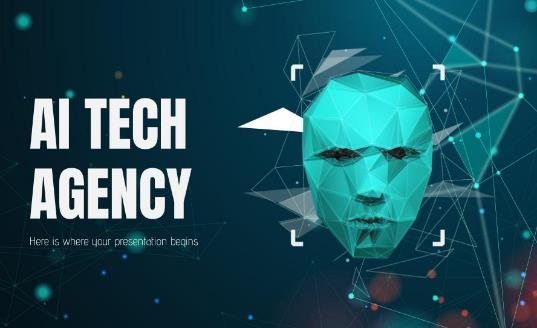 AI TECH
AGENCY
Here is where your presentation begins